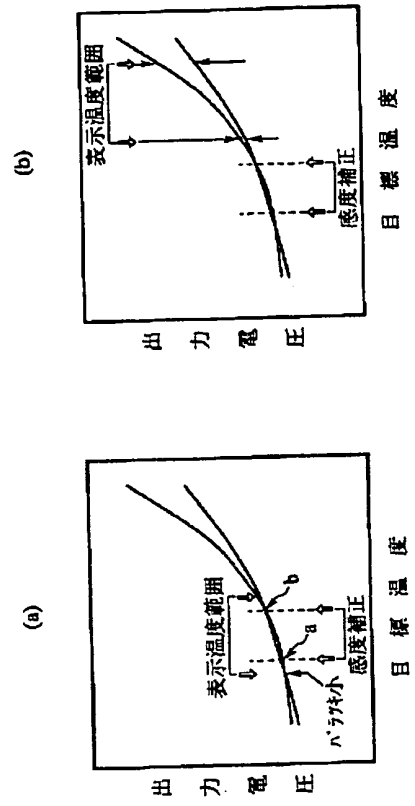 (a)
出力電圧
表示温度範囲
a
b
バラツキ小
感度補正
目標温度
(b)
出力電圧
表示温度範囲
感度補正
目標温度